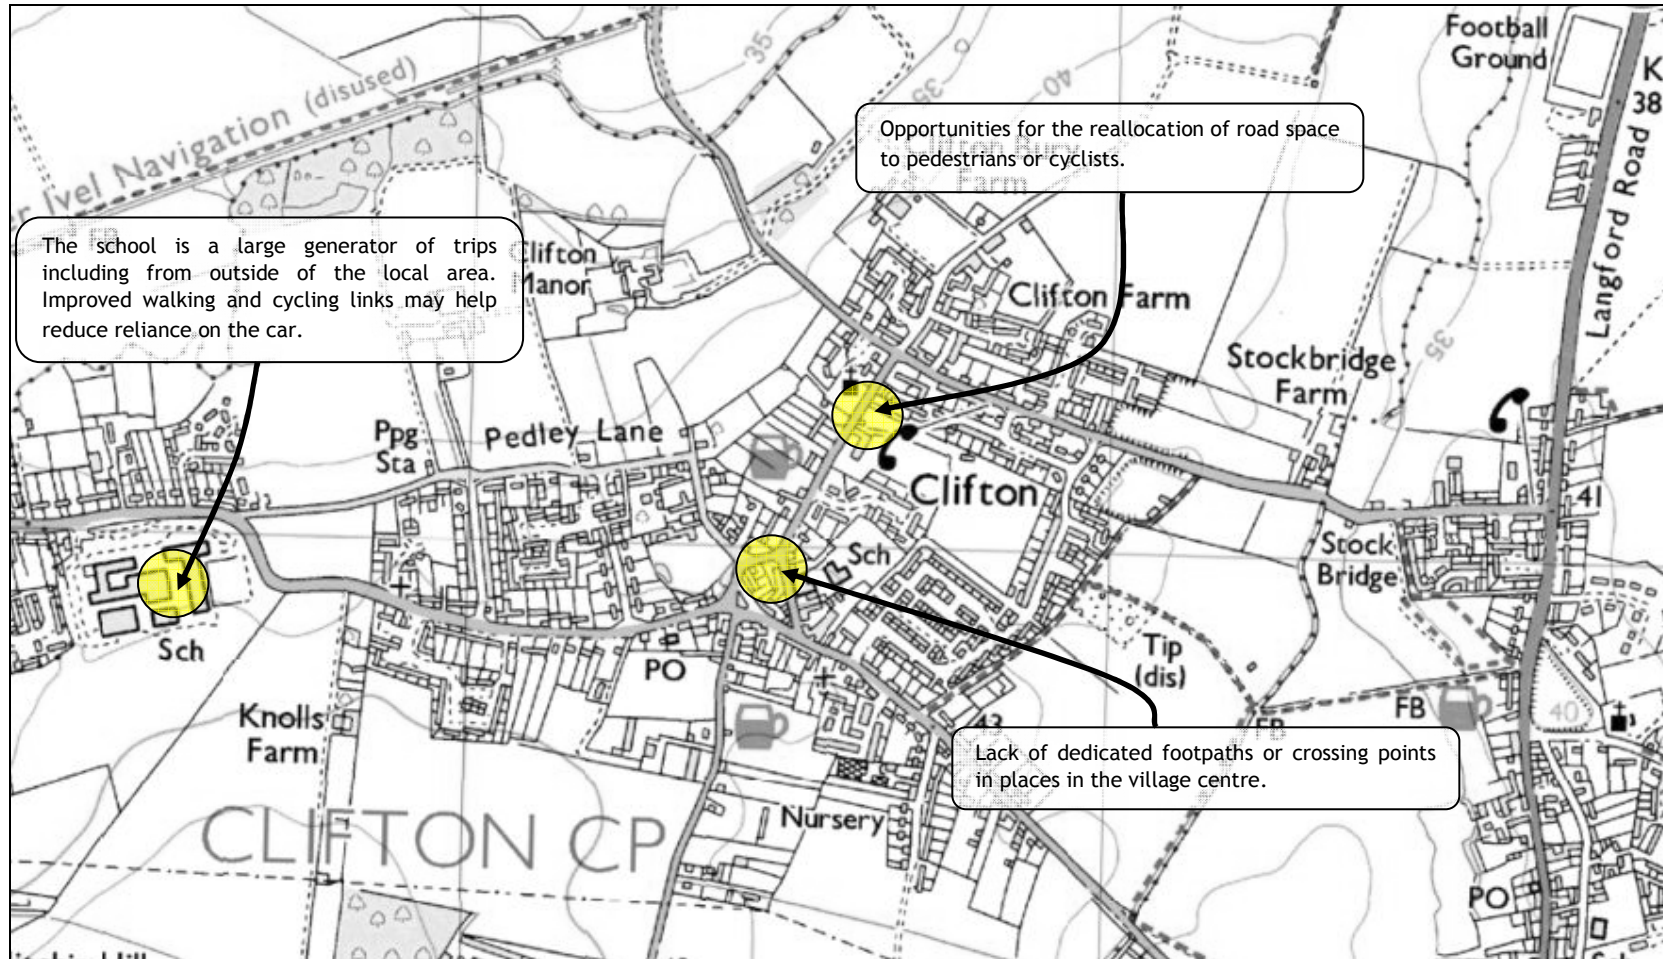 Football
Ground
K
38
35
35
40
er Ivel Navigation (disused)
Opportunities for the reallocation of road space
to pedestrians or cyclists.
Farm
Langford Road
The school is a large generator of trips
including from outside of the local area.
Improved walking and cycling links may help
reduce reliance on the car.
Clifton
Manor
Clifton Farm
Stockbridge
Farm
35
Ppg
Sta
Pedley Lane
Clifton
41
Sch
Stock
Bridge
Sch
PO
Tip
(dis)
Knolls
Farm
FB
FB
40
43
Lack of dedicated footpaths or crossing points
in places in the village centre.
Nursery
CLIFTON CP
PO